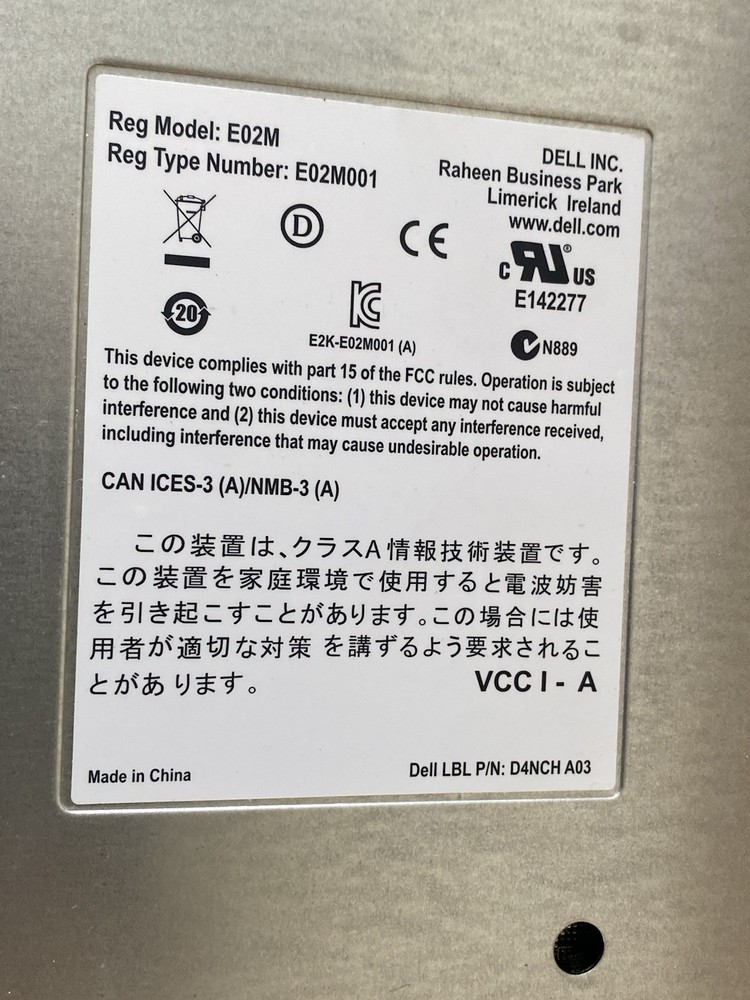 Reg Model: E02M
Reg Type Number: E02M001
DELL INC.
Raheen Business Park
Limerick Ireland
www.dell.com
D
CE
c RU ® US
E142277
20
KC
E2K-E02M001 (A)
N889
This device complies with part 15 of the FCC rules. Operation is subject
to the following two conditions: (1) this device may not cause harmful
interference and (2) this device must accept any interference received,
including interference that may cause undesirable operation.
CAN ICES-3 (A)/NMB-3 (A)
この装置は、クラスA情報技術装置です。
この装置を家庭環境で使用すると電波妨害
を引き起こすことがあります。この場合には使
用者が適切な対策を講ずるよう要求されるこ
とがあります。
VCCI-A
Made in China
Dell LBL P/N: D4NCH A03